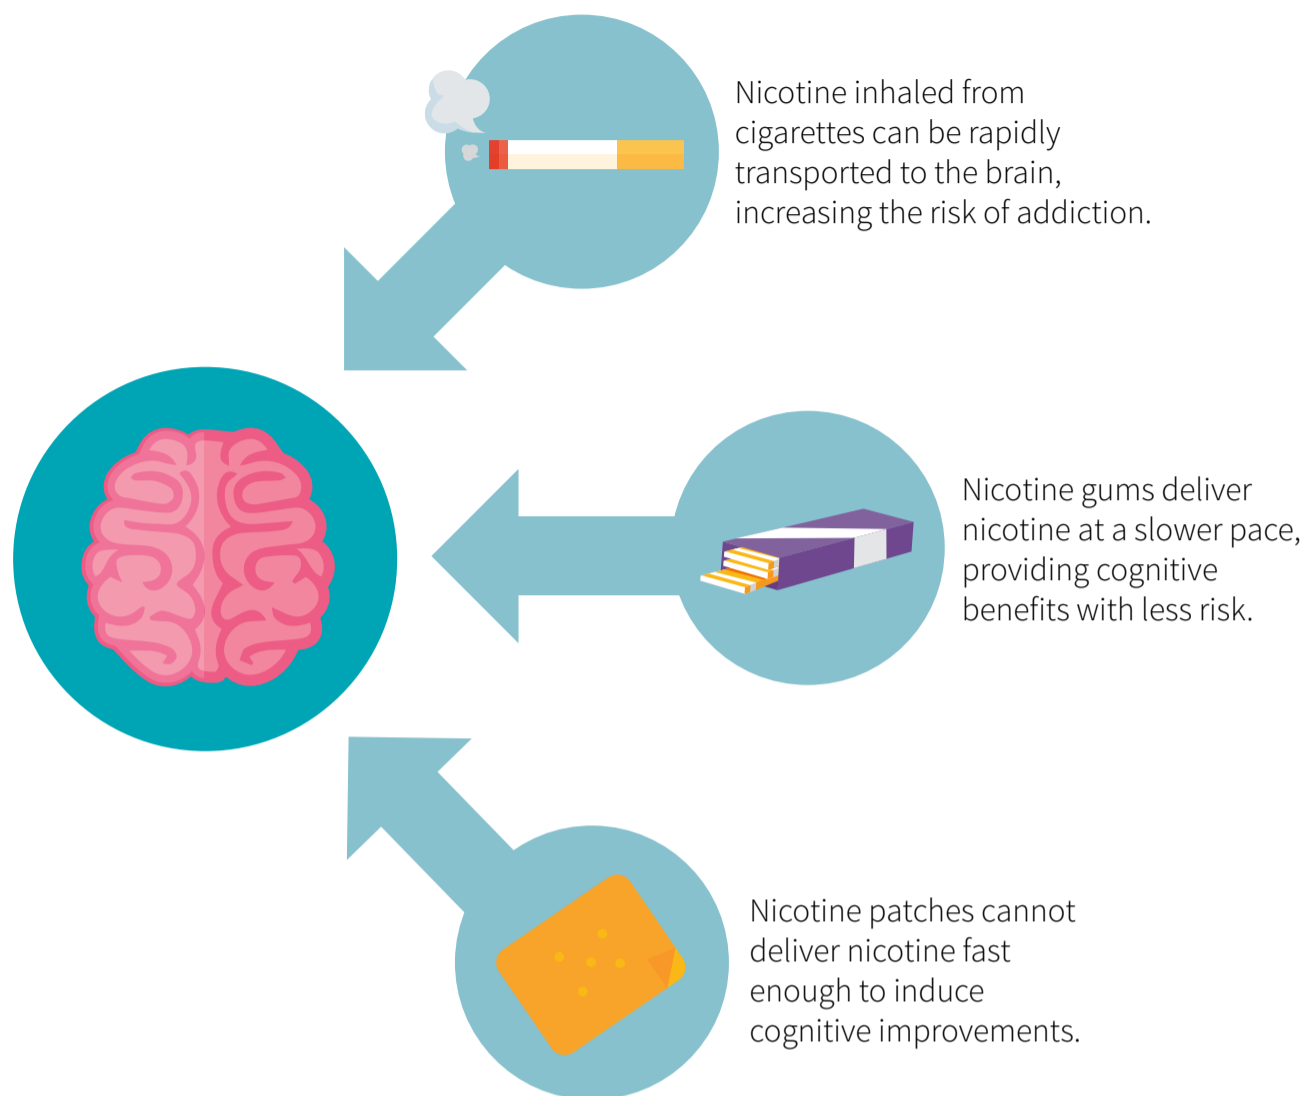 Nicotine inhaled from
cigarettes can be rapidly
transported to the brain,
increasing the risk of addiction.
Nicotine gums deliver
nicotine at a slower pace,
providing cognitive
benefits with less risk.
Nicotine patches cannot
deliver nicotine fast
enough to induce
cognitive improvements.